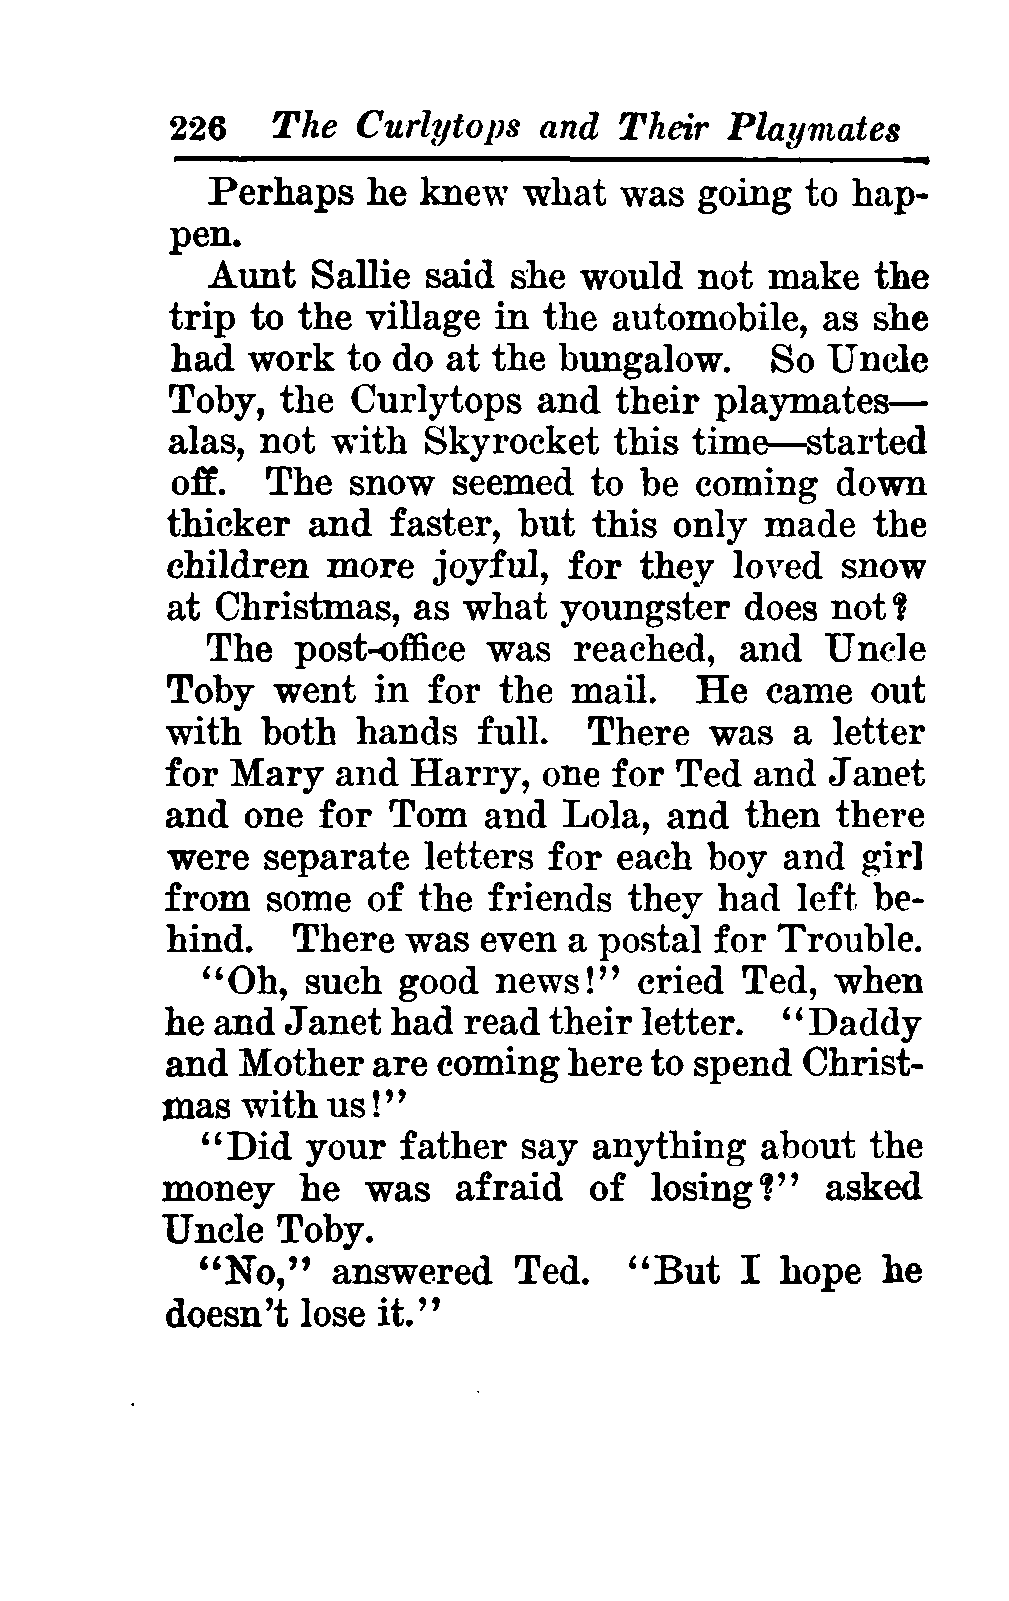 226 The Curlytops and Their Playmates
Perhaps he knew what was going to hap-
pen.
Aunt Sallie said she would not make the
trip to the village in the automobile, as she
had work to do at the bungalow. So Uncle
Toby, the Curlytops and their playmates—
alas, not with Skyrocket this time—started
off. The snow seemed to be coming down
thicker and faster, but this only made the
children more joyful, for they loved snow
at Christmas, as what youngster does not?
The post-office was reached, and Uncle
Toby went in for the mail. He came out
with both hands full. There was a letter
for Mary and Harry, one for Ted and Janet
and one for Tom and Lola, and then there
were separate letters for each boy and girl
from some of the friends they had left be-
hind. There was even a postal for Trouble.
"Oh, such good news!" cried Ted, when
he and Janet had read their letter. "Daddy
and Mother are coming here to spend Christ-
mas with us!"
"Did your father say anything about the
money he was afraid of losing?" asked
Uncle Toby.
"No," answered Ted. "But I hope he
doesn't lose it."